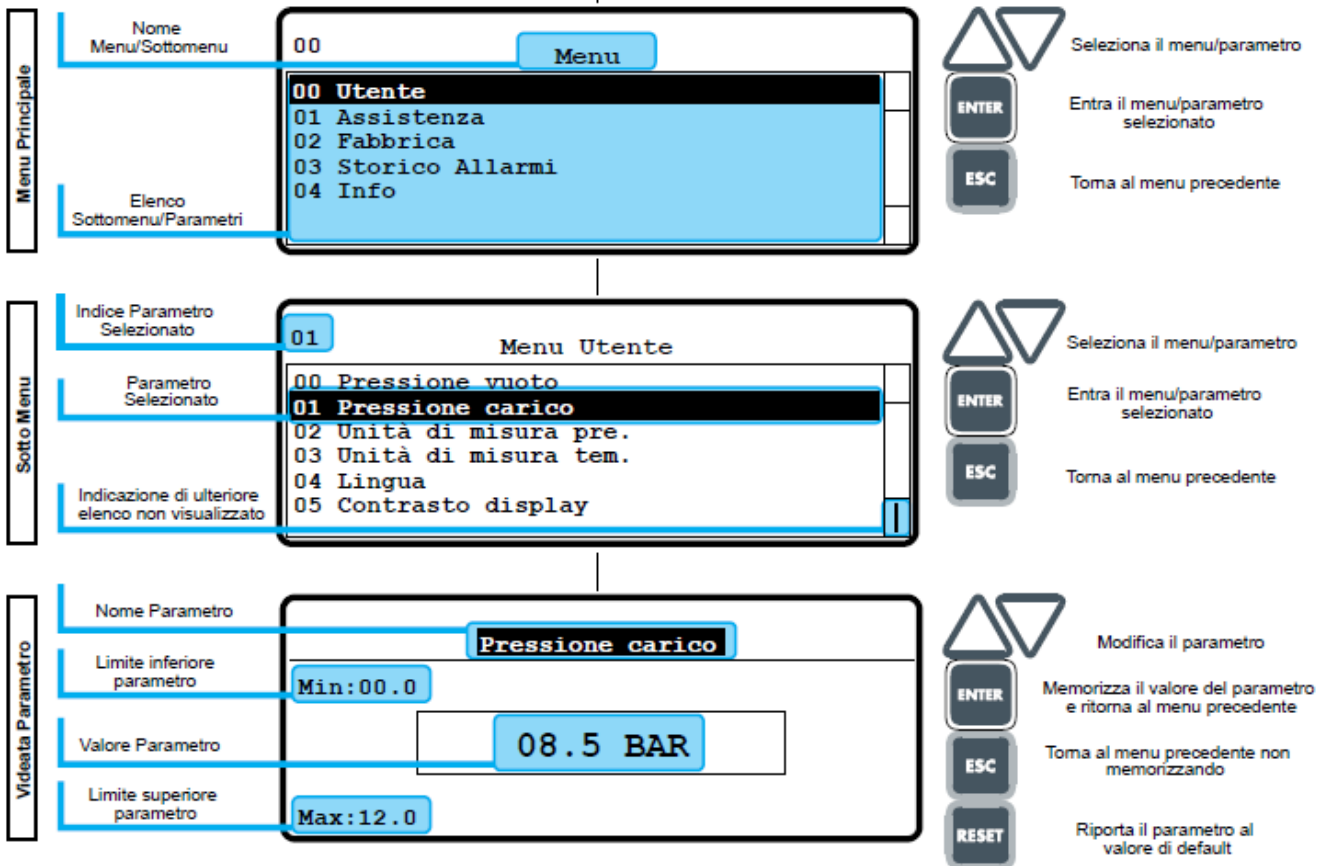 Menu Principale
Nome
Menu/Sottomenu
Elenco
Sottomenu/Parametri
00
Menu
00 Utente
01 Assistenza
02 Fabbrica
03 Storico Allarmi
04 Info
Seleziona il menu/parametro
ENTER
Entra il menu/parametro
selezionato
ESC
Torna al menu precedente
Sotto Menu
Indice Parametro
Selezionato
Parametro
Selezionato
Indicazione di ulteriore
elenco non visualizzato
01
Menu Utente
00 Pressione vuoto
01 Pressione carico
02 Unità di misura pre.
03 Unità di misura tem.
04 Lingua
05 Contrasto display
Seleziona il menu/parametro
ENTER
Entra il menu/parametro
selezionato
ESC
Torna al menu precedente
Videata Parametro
Nome Parametro
Limite inferiore
parametro
Valore Parametro
Limite superiore
parametro
Pressione carico
Min:00.0
08.5 BAR
Max:12.0
Modifica il parametro
ENTER
Memorizza il valore del parametro
e ritorna al menu precedente
ESC
Torna al menu precedente non
memorizzando
RESET
Riporta il parametro al
valore di default